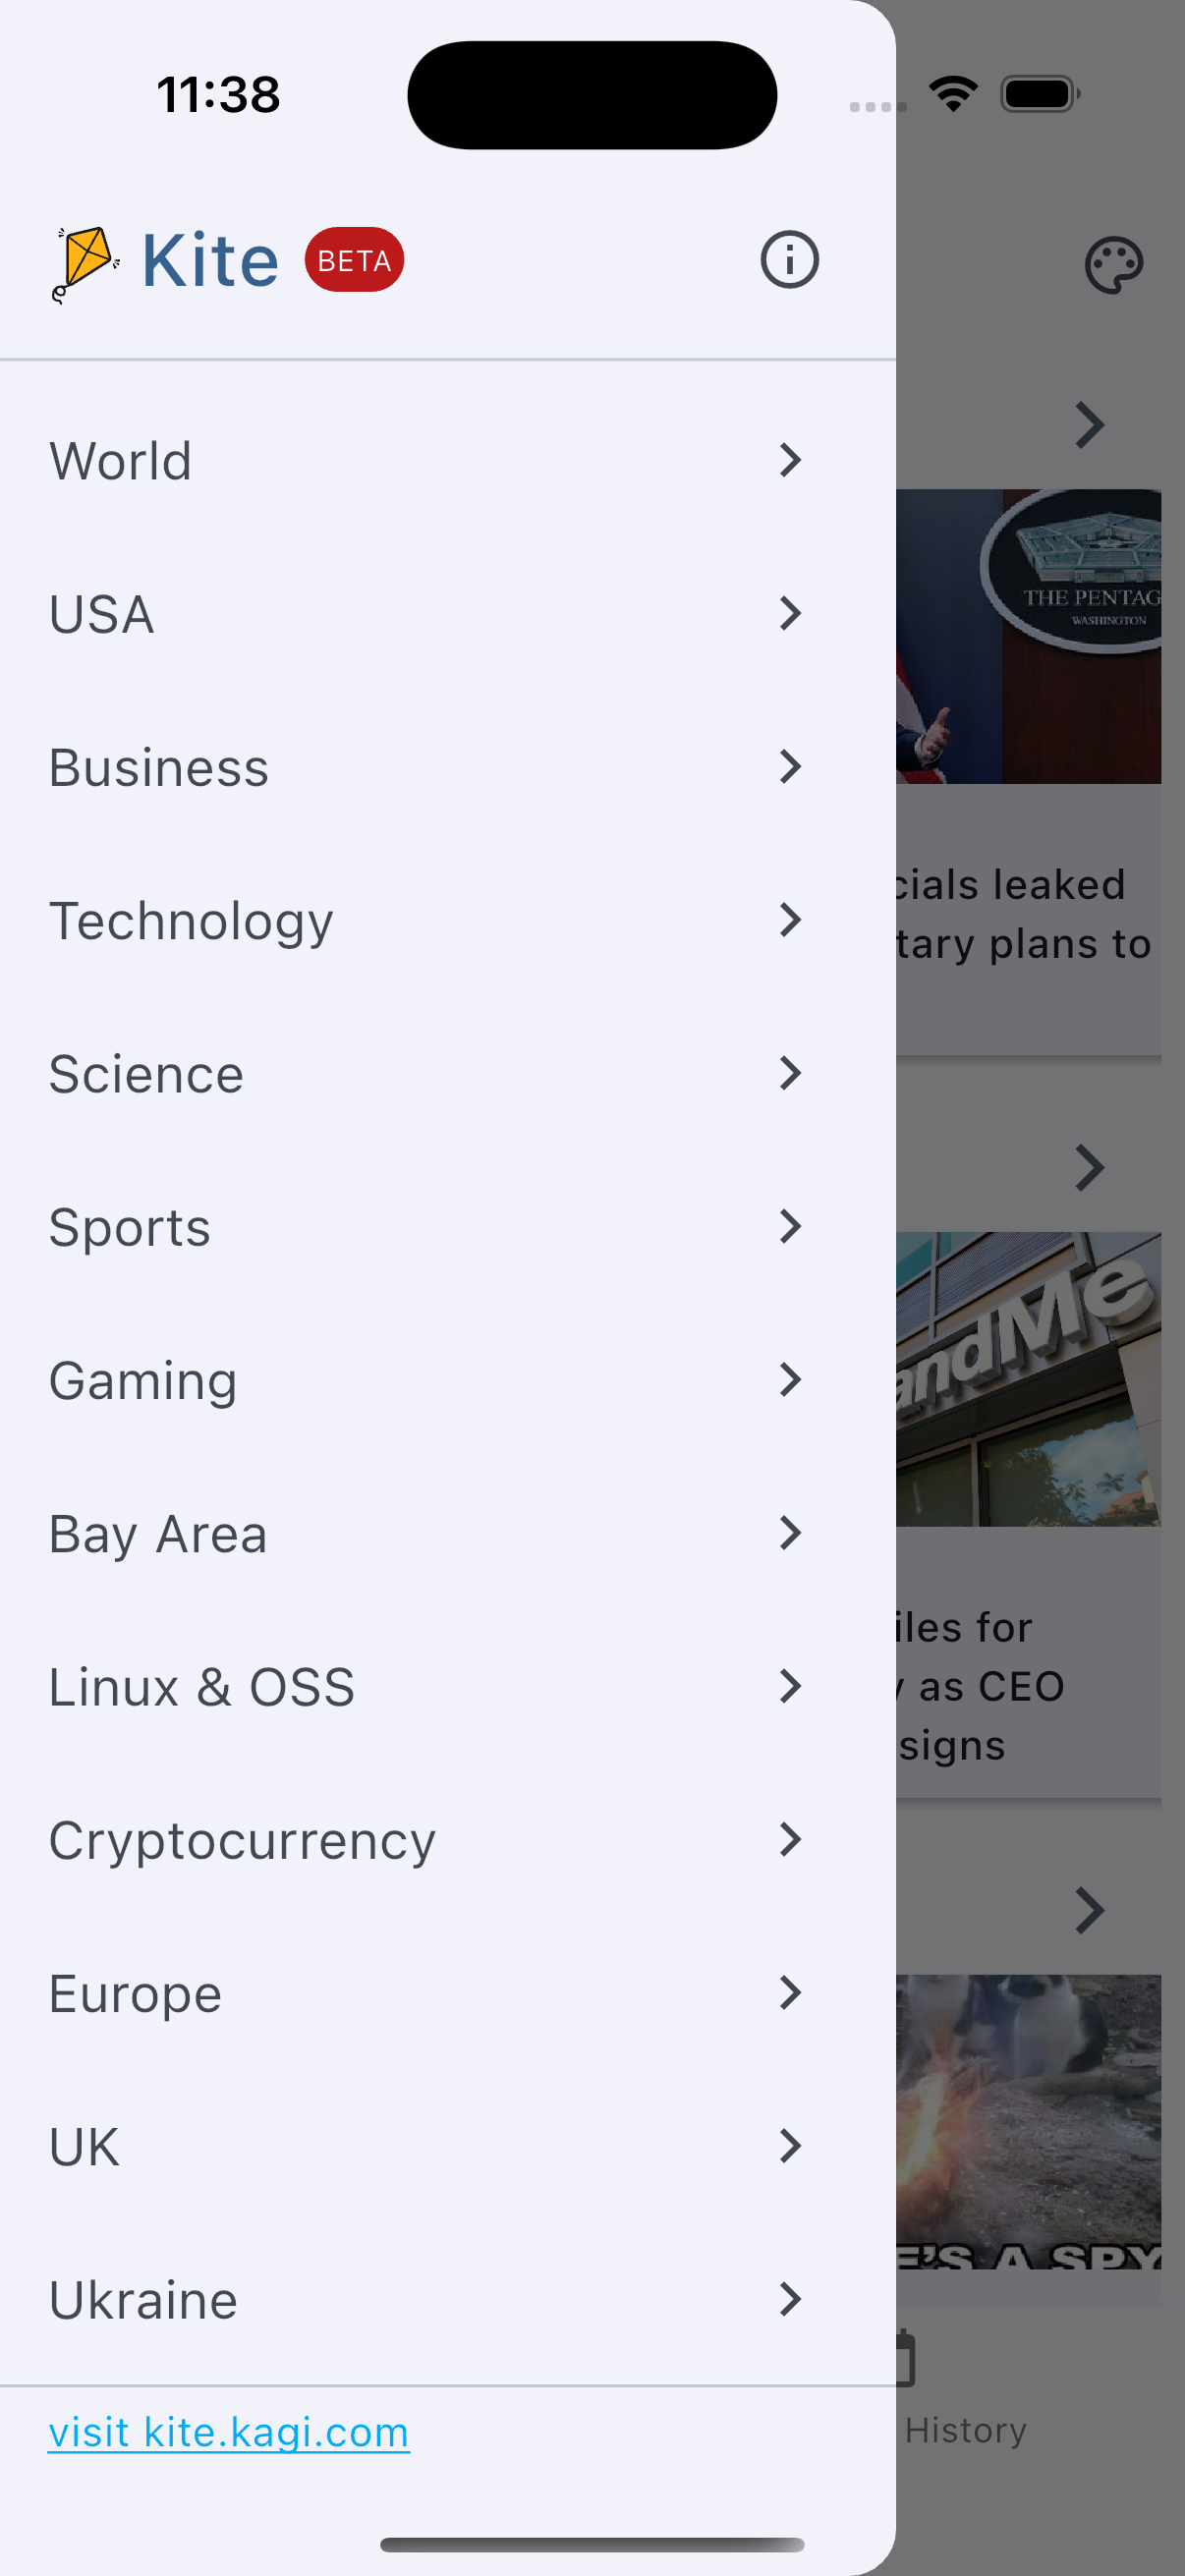 11:38
Kite BETA
World
USA
Business
Technology
Science
Sports
Gaming
Bay Area
Linux & OSS
Cryptocurrency
Europe
UK
Ukraine
visit kite.kagi.com
THE PENTAG
WASHINGTON
cials leaked
tary plans to
andMe
iles for
y as CEO
signs
E'S A SPY
History